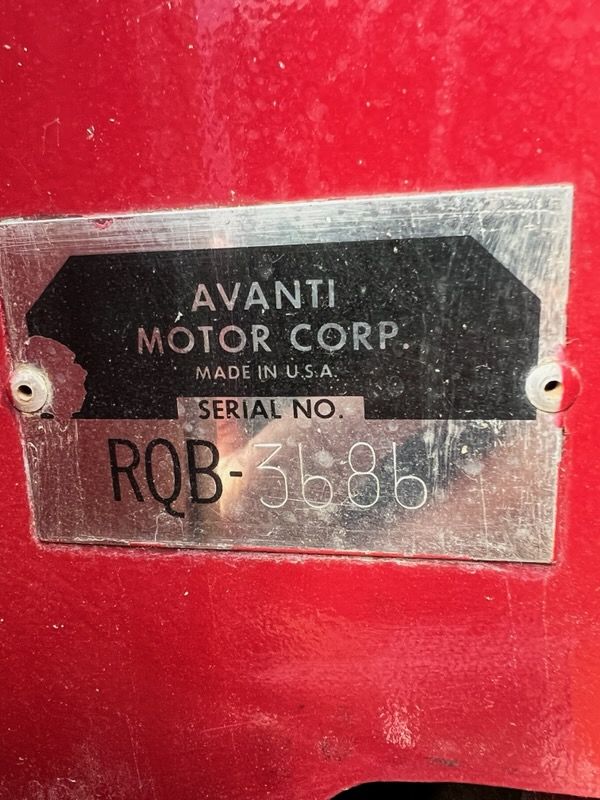 AVANTI
MOTOR CORP.
MADE IN U.S.A.
SERIAL NO.
RQB-3686